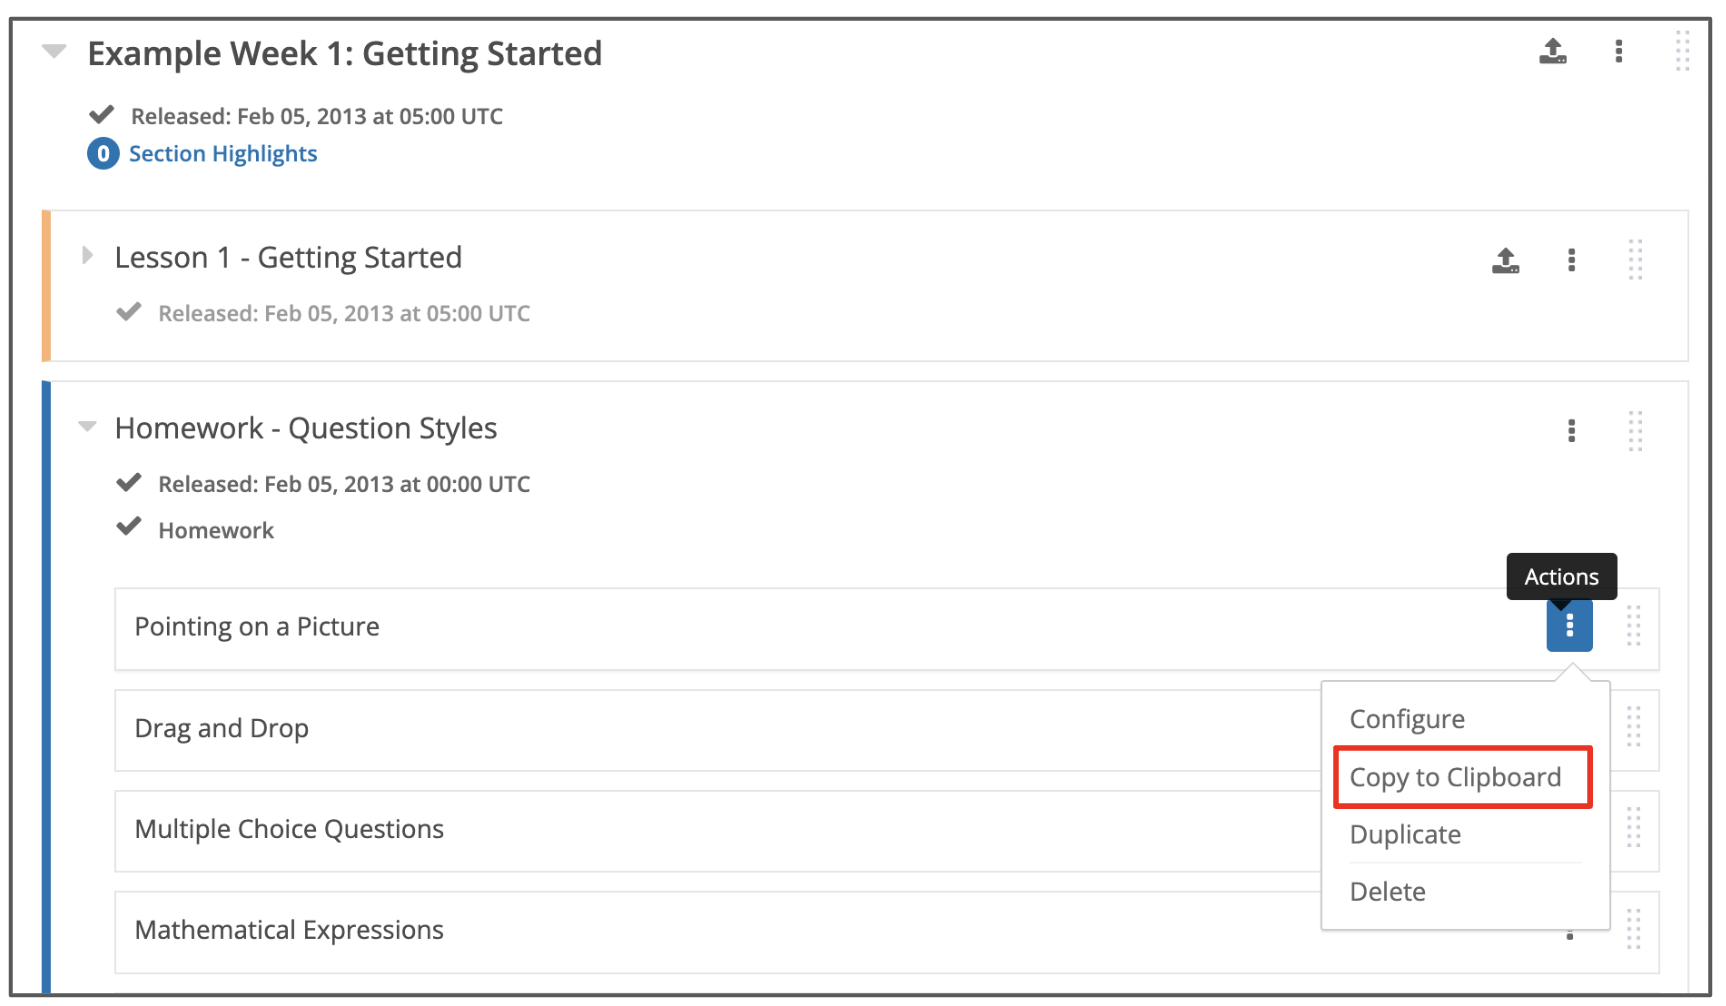 Example Week 1: Getting Started
Released: Feb 05, 2013 at 05:00 UTC
0 Section Highlights
Lesson 1 - Getting Started
Released: Feb 05, 2013 at 05:00 UTC
Homework - Question Styles
Released: Feb 05, 2013 at 00:00 UTC
Homework
Actions
Pointing on a Picture
Configure
Drag and Drop
Copy to Clipboard
Multiple Choice Questions
Duplicate
Delete
Mathematical Expressions